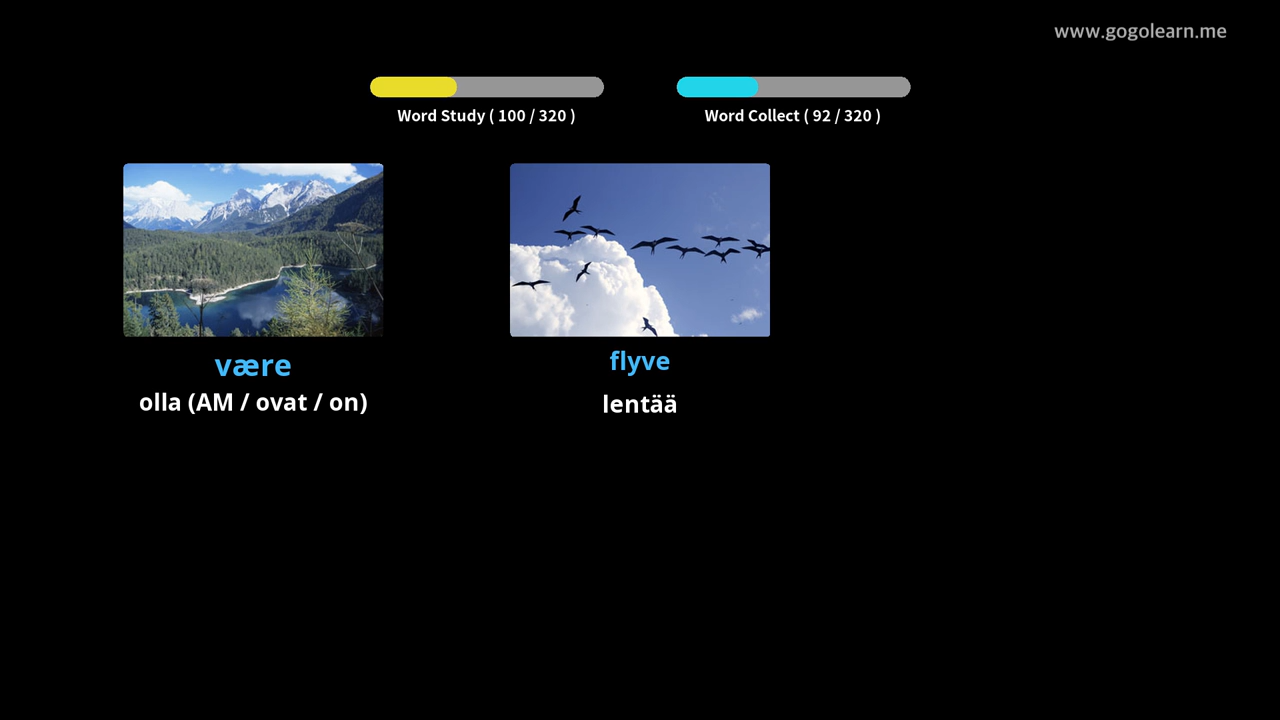 www.gogolearn.me
Word Study ( 100 / 320 )
Word Collect ( 92 / 320 )
være
olla (AM / ovat / on)
flyve
lentää